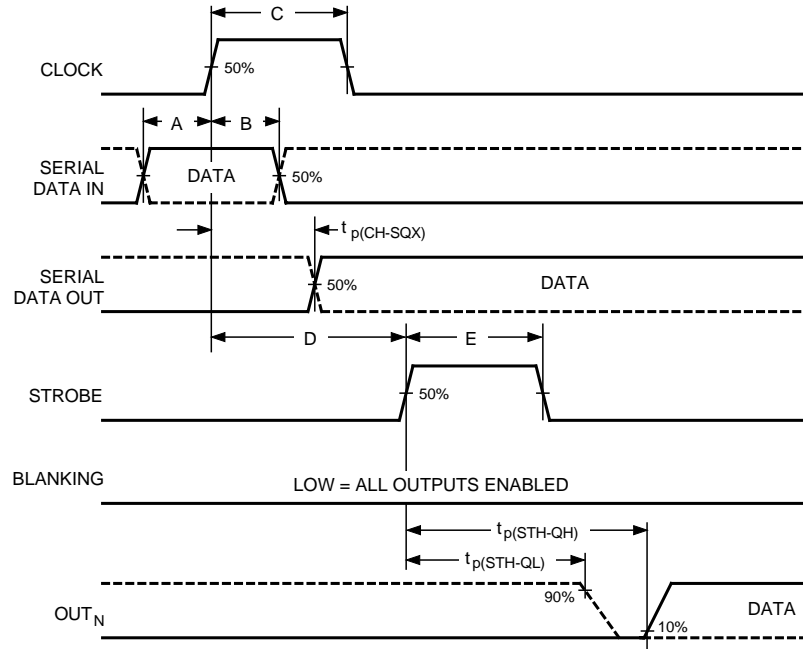 C
CLOCK
50%
A
B
SERIAL
DATA IN
DATA
50%
t p(CH-SQX)
SERIAL
DATA OUT
50%
DATA
D
E
STROBE
50%
BLANKING
LOW = ALL OUTPUTS ENABLED
t p(STH-QH)
t p(STH-QL)
90%
DATA
OUT N
10%